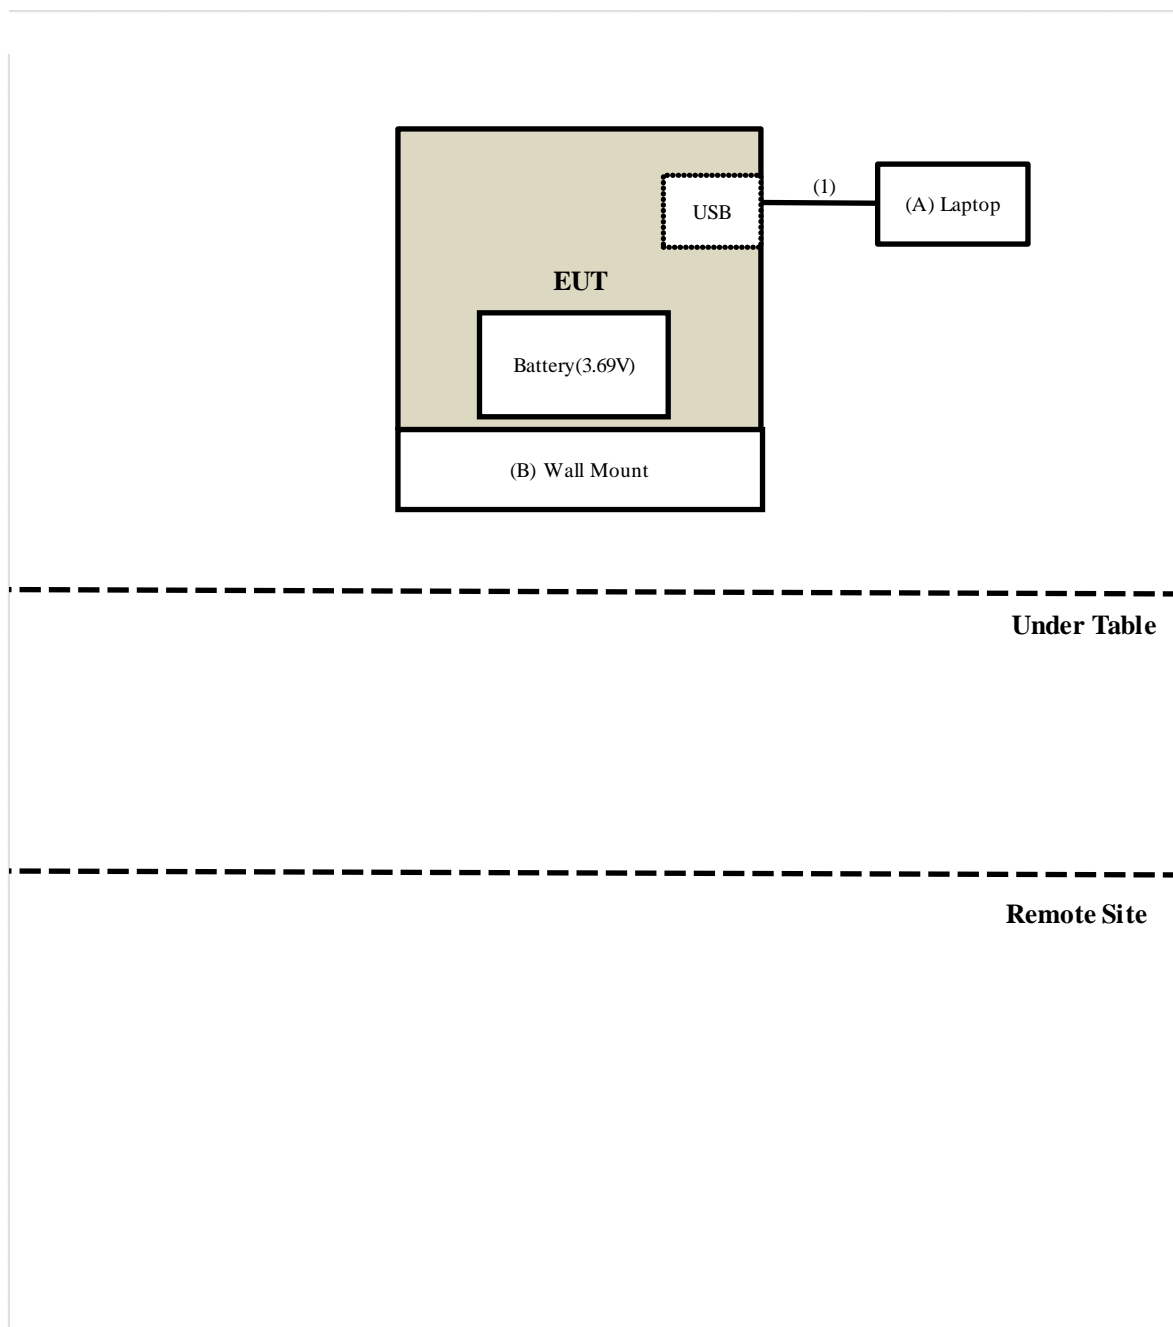 (1)
(A) Laptop
USB
EUT
Battery(3.69V)
(B) Wall Mount
Under Table
Remote Site